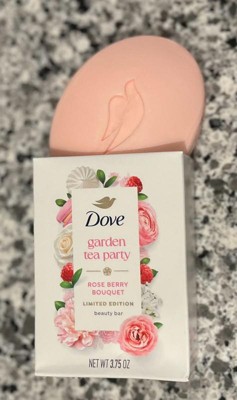 Dove
garden
tea party
ROSE BERRY
BOUQUET
LIMITED EDITION
beauty bar
NET WT 3.75 OZ